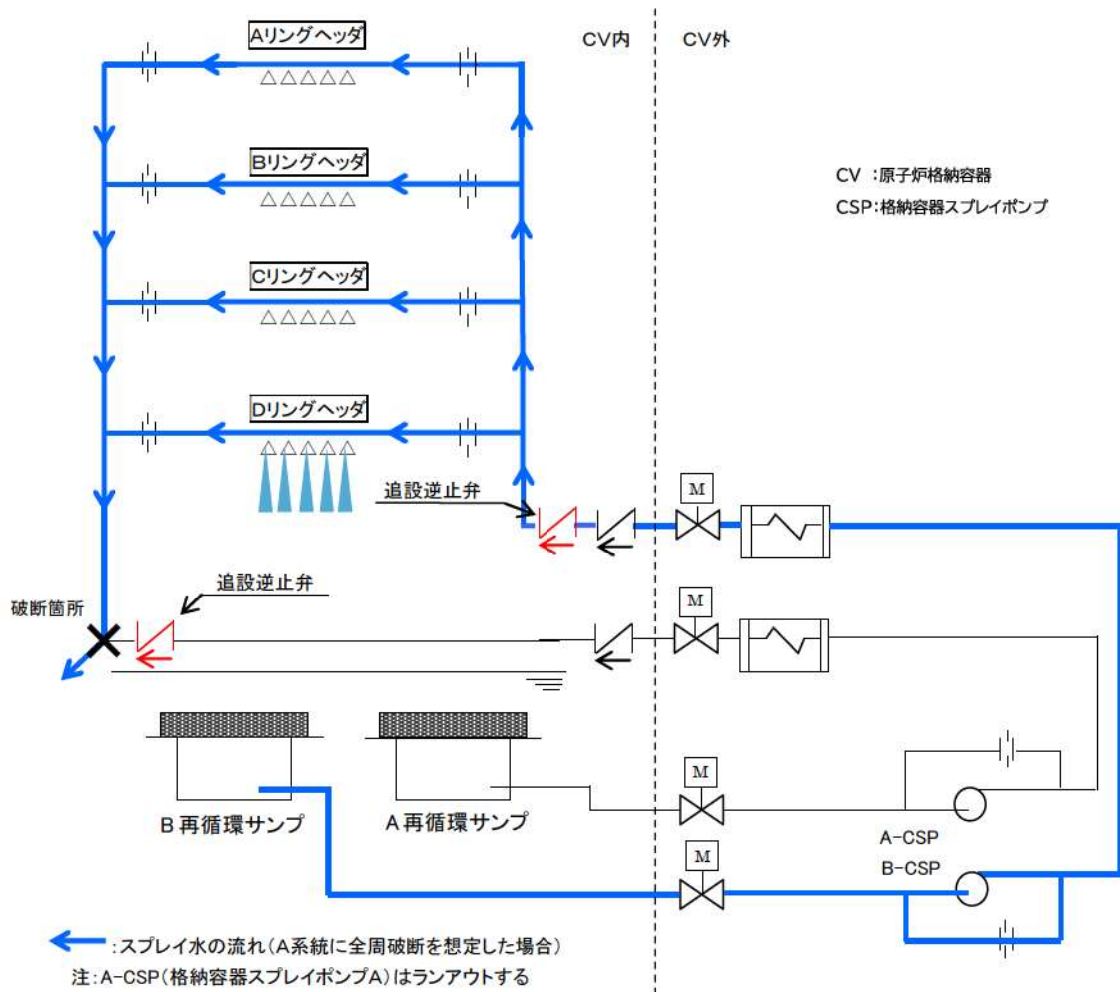 Aリングヘッダ
CV内
CV外
Bリングヘッダ
CV :原子炉格納容器
CSP:格納容器スプレイポンプ
Cリングヘッダ
Dリングヘッダ
追設逆止弁
M
追設逆止弁
破断箇所
M
M
B再循環サンプ
A再循環サンプ
A-CSP
B-CSP
M
:スプレイ水の流れ(A系統に全周破断を想定した場合)
注:A-CSP(格納容器スプレイポンプA)はランアウトする